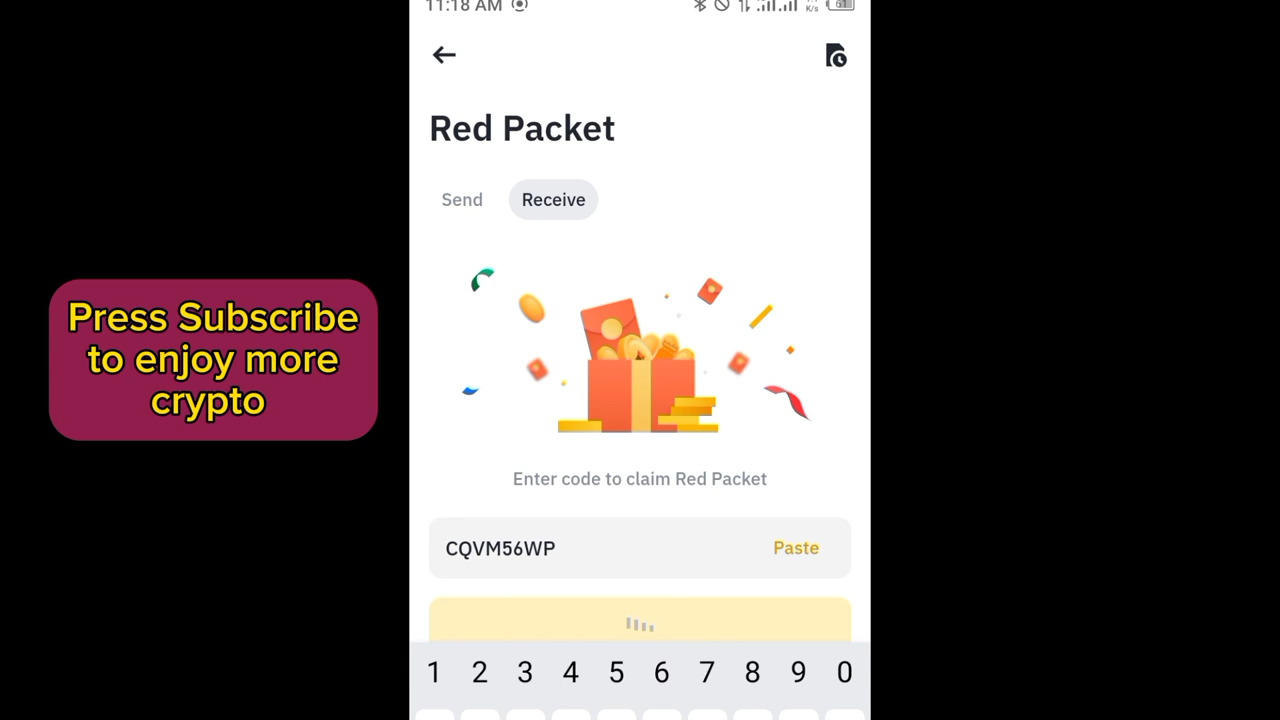 11:18 AM
K/s
61
Red Packet
Send
Receive
Press Subscribe
to enjoy more
crypto
Enter code to claim Red Packet
CQVM56WP
Paste
1 2 3 4 5 6 7 8 9 0